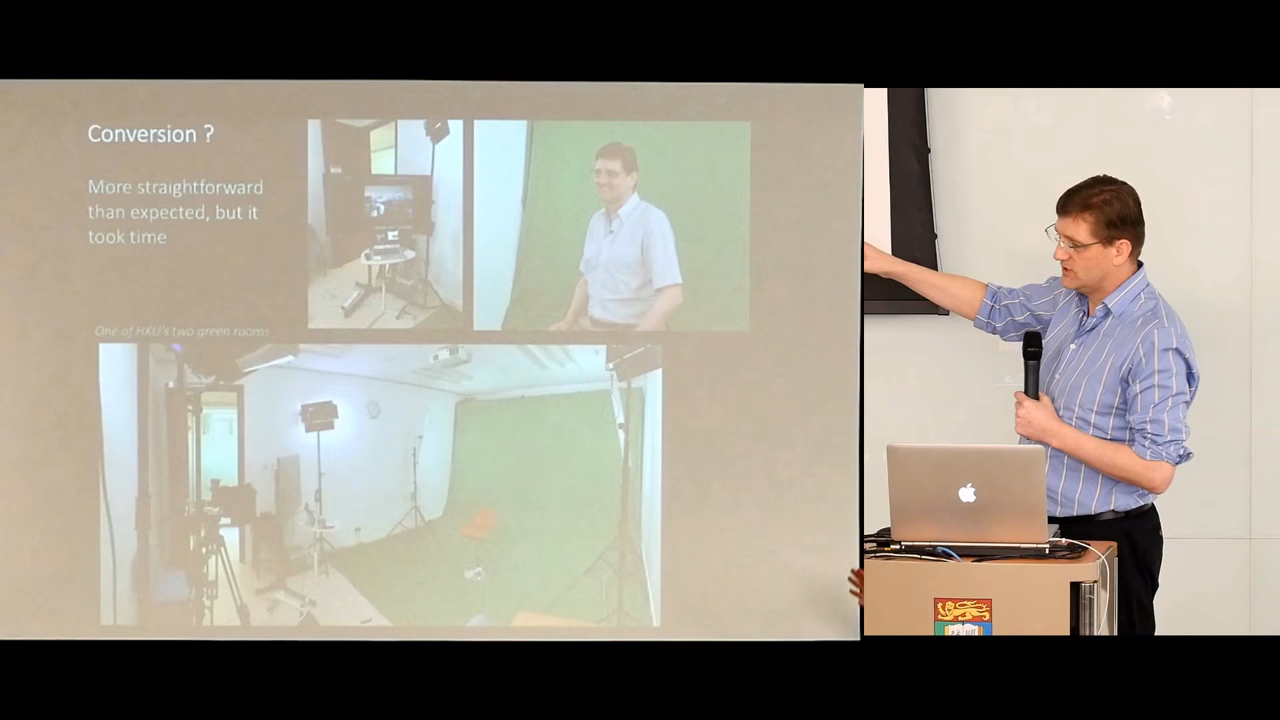 Conversion ?
More straightforward
than expected, but it
took time
One of HKU's two green rooms